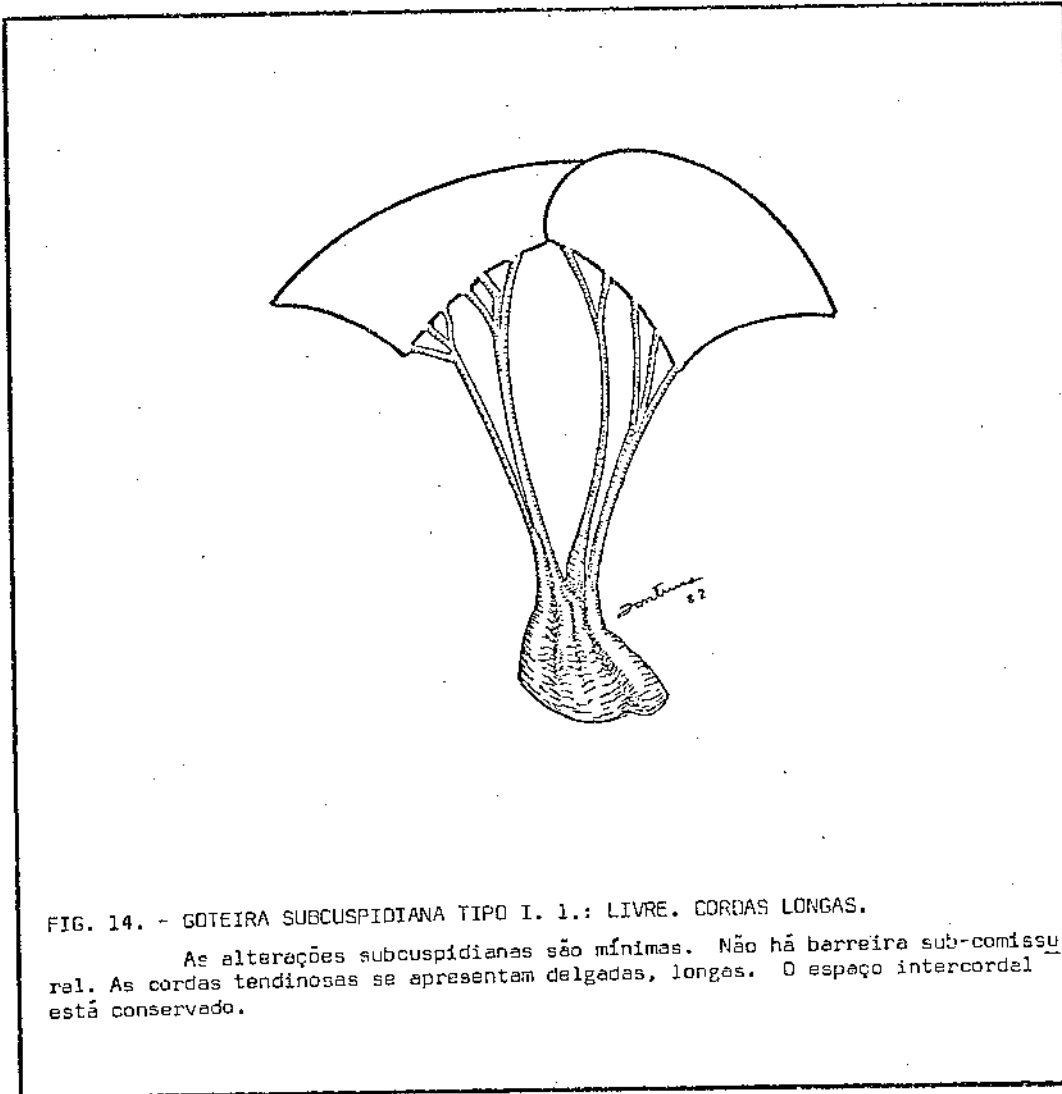 82
FIG. 14. - GOTEIRA SUBCUSPIDIANA TIPO I. 1.: LIVRE. CORDAS LONGAS.
As alterações subcuspidianas são mínimas. Não há barreira sub-comissu
ral. As cordas tendinosas se apresentam delgadas, longas. O espaço intercordal
está conservado.